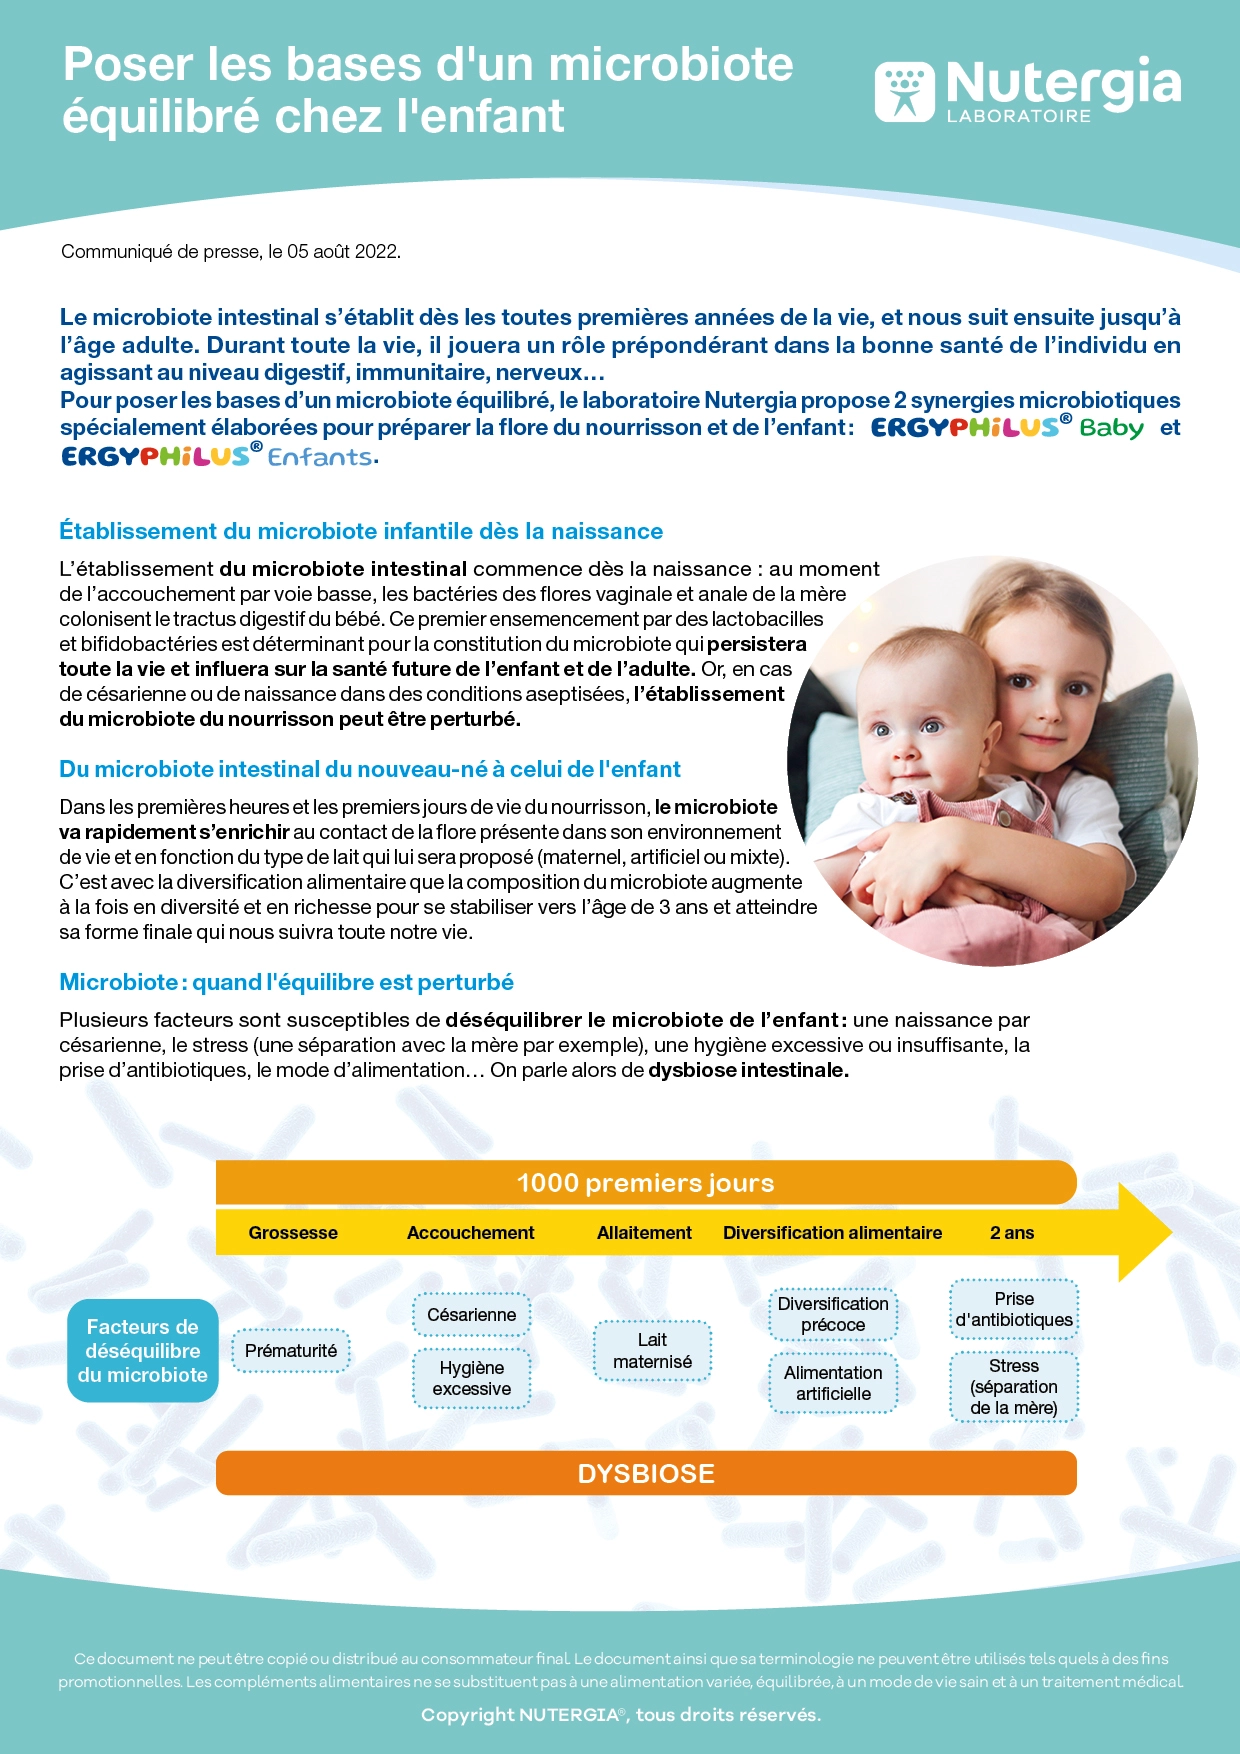 Poser les bases d'un microbiote
équilibré chez l'enfant
Nutergia
LABORATOIRE
Communiqué de presse, le 05 août 2022.
Le microbiote intestinal s’établit dès les toutes premières années de la vie, et nous suit ensuite jusqu’à
l’âge adulte. Durant toute la vie, il jouera un rôle prépondérant dans la bonne santé de l’individu en
agissant au niveau digestif, immunitaire, nerveux…
Pour poser les bases d’un microbiote équilibré, le laboratoire Nutergia propose 2 synergies microbiotiques
spécialement élaborées pour préparer la flore du nourrisson et de l’enfant : ERGYPHILUS® Baby et
ERGYPHILUS® Enfants.
Établissement du microbiote infantile dès la naissance
L’établissement du microbiote intestinal commence dès la naissance : au moment
de l’accouchement par voie basse, les bactéries des flores vaginale et anale de la mère
colonisent le tractus digestif du bébé. Ce premier ensemencement par des lactobacilles
et bifidobactéries est déterminant pour la constitution du microbiote qui persistera
toute la vie et influera sur la santé future de l’enfant et de l’adulte. Or, en cas
de césarienne ou de naissance dans des conditions aseptisées, l’établissement
du microbiote du nourrisson peut être perturbé.
Du microbiote intestinal du nouveau-né à celui de l'enfant
Dans les premières heures et les premiers jours de vie du nourrisson, le microbiote
va rapidement s’enrichir au contact de la flore présente dans son environnement
de vie et en fonction du type de lait qui lui sera proposé (maternel, artificiel ou mixte).
C’est avec la diversification alimentaire que la composition du microbiote augmente
à la fois en diversité et en richesse pour se stabiliser vers l’âge de 3 ans et atteindre
sa forme finale qui nous suivra toute notre vie.
Microbiote : quand l'équilibre est perturbé
Plusieurs facteurs sont susceptibles de déséquilibrer le microbiote de l’enfant : une naissance par
césarienne, le stress (une séparation avec la mère par exemple), une hygiène excessive ou insuffisante, la
prise d’antibiotiques, le mode d’alimentation… On parle alors de dysbiose intestinale.
1000 premiers jours
Grossesse Accouchement Allaitement Diversification alimentaire 2 ans
Facteurs de
déséquilibre
du microbiote
Prématurité
Césarienne
Hygiène
excessive
Lait
maternisé
Diversification
précoce
Alimentation
artificielle
Prise
d'antibiotiques
Stress
(séparation
de la mère)
DYSBIOSE
Ce document ne peut être copié ou distribué au consommateur final. Le document ainsi que sa terminologie ne peuvent être utilisés tels quels à des fins
promotionnelles. Les compléments alimentaires ne se substituent pas à une alimentation variée, équilibrée, à un mode de vie sain et à un traitement médical.
Copyright NUTERGIA®, tous droits réservés.